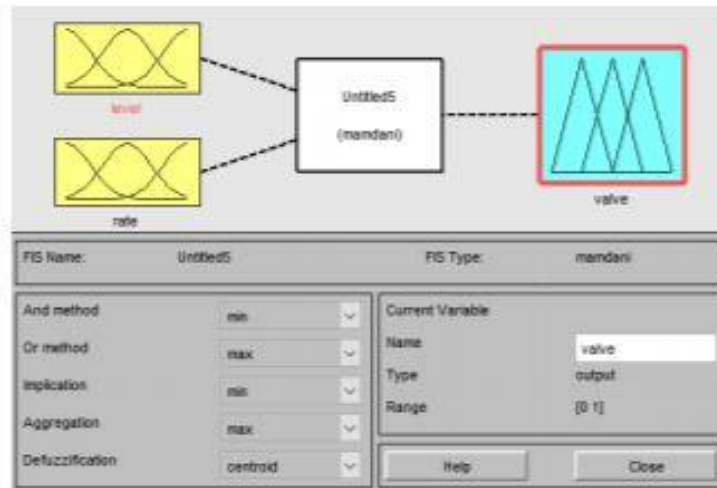 level
Untitled5
(mamdani)
rate
valve
FIS Name: Untitled5 FIS Type: mamdani
And method min
Or method max
Implication min
Aggregation max
Defuzzification centroid
Current Variable
Name valve
Type output
Range [0 1]
Help Close